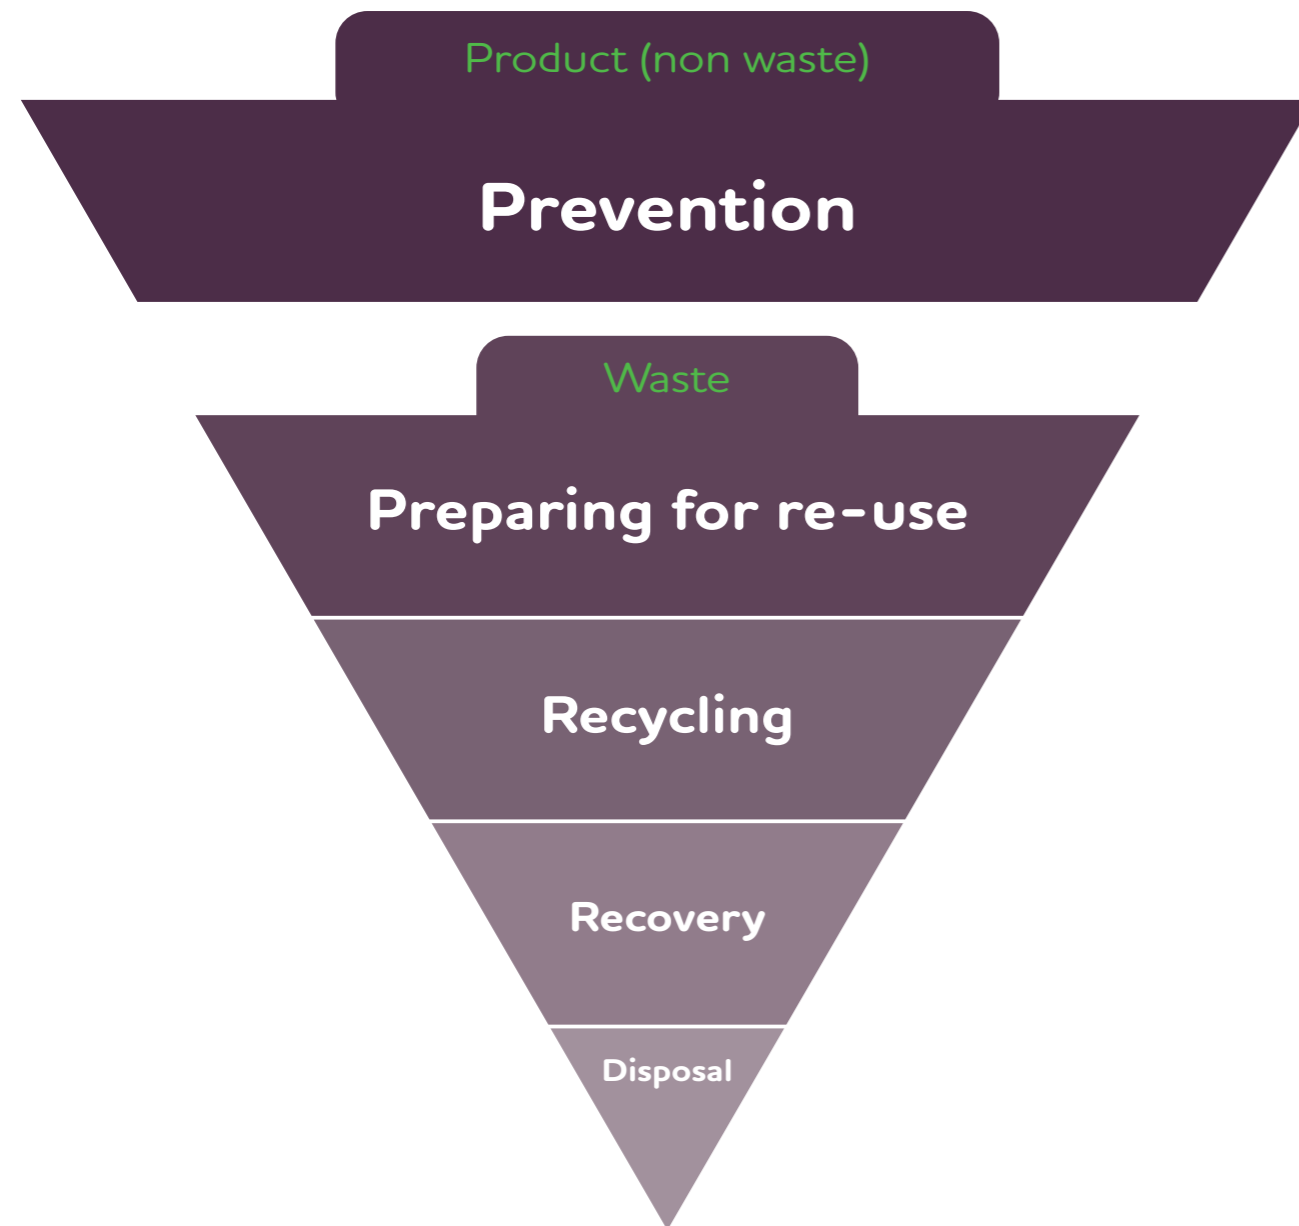 Product (non waste)
Prevention
Waste
Preparing for re-use
Recycling
Recovery
Disposal